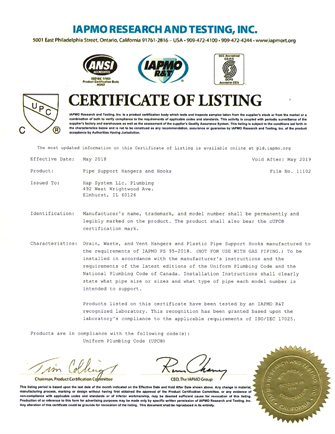 IAPMO RESEARCH AND TESTING, INC.
5001 East Philadelphia Street, Ontario, California 91761-2816 - USA • 909-472-4100 • 909-472-4244 • www.iapmort.org
ANSI
IAPMO
R&T
UPC
C
CERTIFICATE OF LISTING
IAPMO Research and Testing, Inc. is a product certification body which tests and inspects samples taken from the supplier's stock or from the market or a
combination of both to verify compliance to the requirements of applicable codes and standards. This activity is coupled with periodic surveillance of the
supplier's factory and warehouses as well as the assessment of the supplier's Quality Assurance System. This listing is subject to the conditions set forth in
the characteristics below and is not to be construed as any recommendation, assurance or guarantee by IAPMO Research and Testing, Inc. of the product
acceptance by Authorities Having Jurisdiction.
The most updated information on this Certificate of Listing is available online at pld.iapmo.org
Effective Date: May 2018 Void After: May 2019
Product: Pipe Support Hangers and Hooks File No. 11102
Issued To:
492 West Wrightwood Ave.
Elmhurst, IL 60126
Identification: Manufacturer's name, trademark, and model number shall be permanently and
legibly marked on the product. The product shall also bear the cUPC®
certification mark.
Characteristics: Drain, Waste, and Vent Hangers and Plastic Pipe Support Hooks manufactured to
the requirements of IAPMO PS 95-2018. (NOT FOR USE WITH GAS PIPING.) To be
installed in accordance with the manufacturer's instructions and the
requirements of the latest editions of the Uniform Plumbing Code and the
National Plumbing Code of Canada. Installation Instructions shall clearly
state what pipe size or sizes and what type of pipe each model number is
intended to support.
Products listed on this certificate have been tested by an IAPMO R&T
recognized laboratory. This recognition has been granted based upon the
laboratory's compliance to the applicable requirements of ISO/IEC 17025.
Products are in compliance with the following code(s):
Uniform Plumbing Code (UPC®)
Chairman, Product Certification Committee CEO, The IAPMO Group
This listing period is based upon the last date of the month indicated on the Effective Date and Void After Date shown above. Any change in material,
manufacturing process, marking or design without having first obtained the approval of the Product Certification Committee, or any evidence of
non-compliance with applicable codes and standards or of inferior workmanship, may be deemed sufficient cause for revocation of this listing.
Production of or reference to this form for advertising purposes may be made only by specific written permission of IAPMO Research and Testing, Inc.
Any alteration of this certificate could be grounds for revocation of the listing. This document shall be reproduced in its entirety.